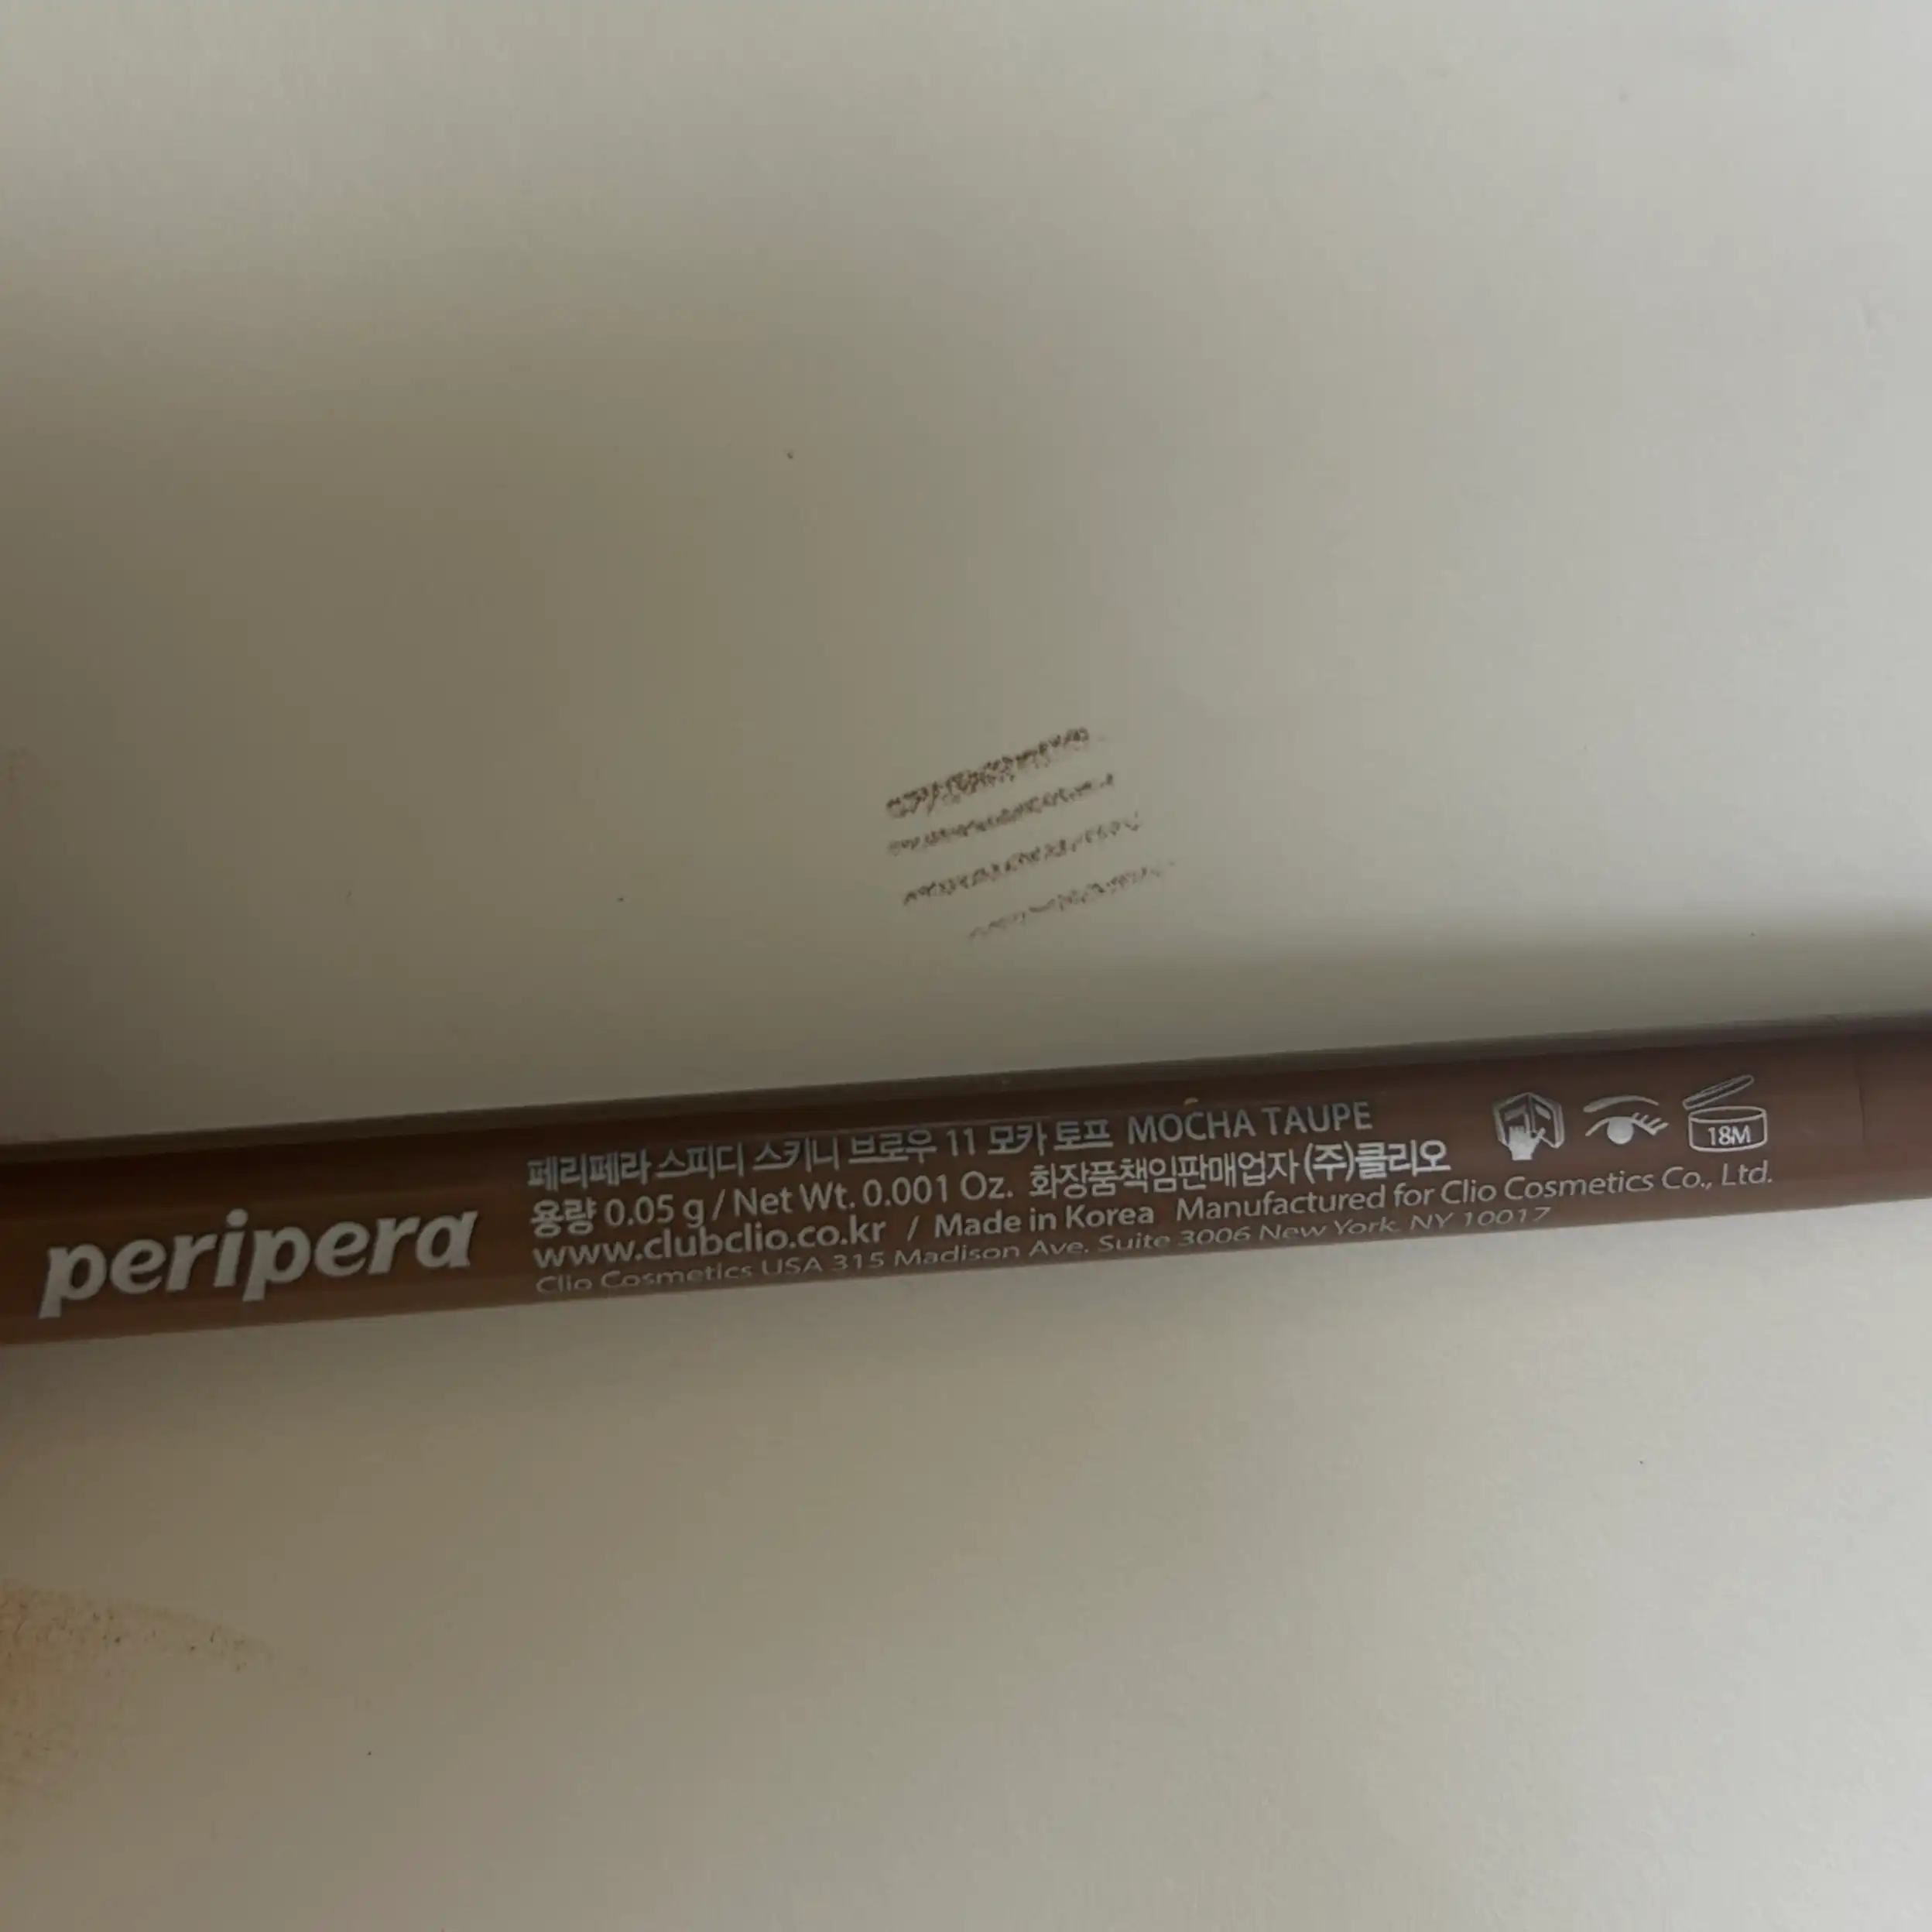 peripera
페리페라 스피디 스키니 브로우 11 모카 토프 MOCHA TAUPE
용량 0.05 g / Net Wt. 0.001 Oz. 화장품책임판매업자 (주)클리오
www.clubclio.co.kr / Made in Korea Manufactured for Clio Cosmetics Co., Ltd.
Clio Cosmetics USA 315 Madison Ave. Suite 3006 New York. NY 10017
18M